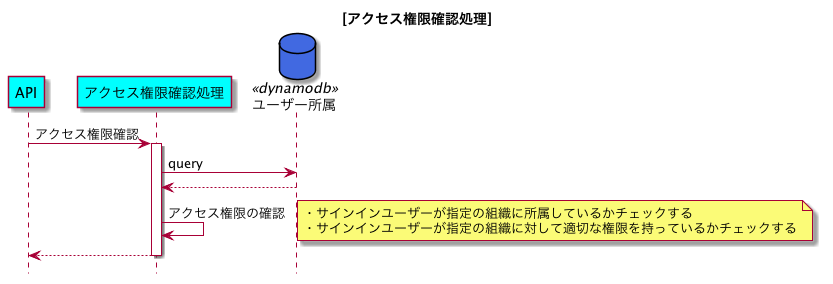 [アクセス権限確認処理]
«dynamodb»
API
アクセス権限確認処理
ユーザー所属
アクセス権限確認
query
アクセス権限の確認
・サインインユーザーが指定の組織に所属しているかチェックする
・サインインユーザーが指定の組織に対して適切な権限を持っているかチェックする